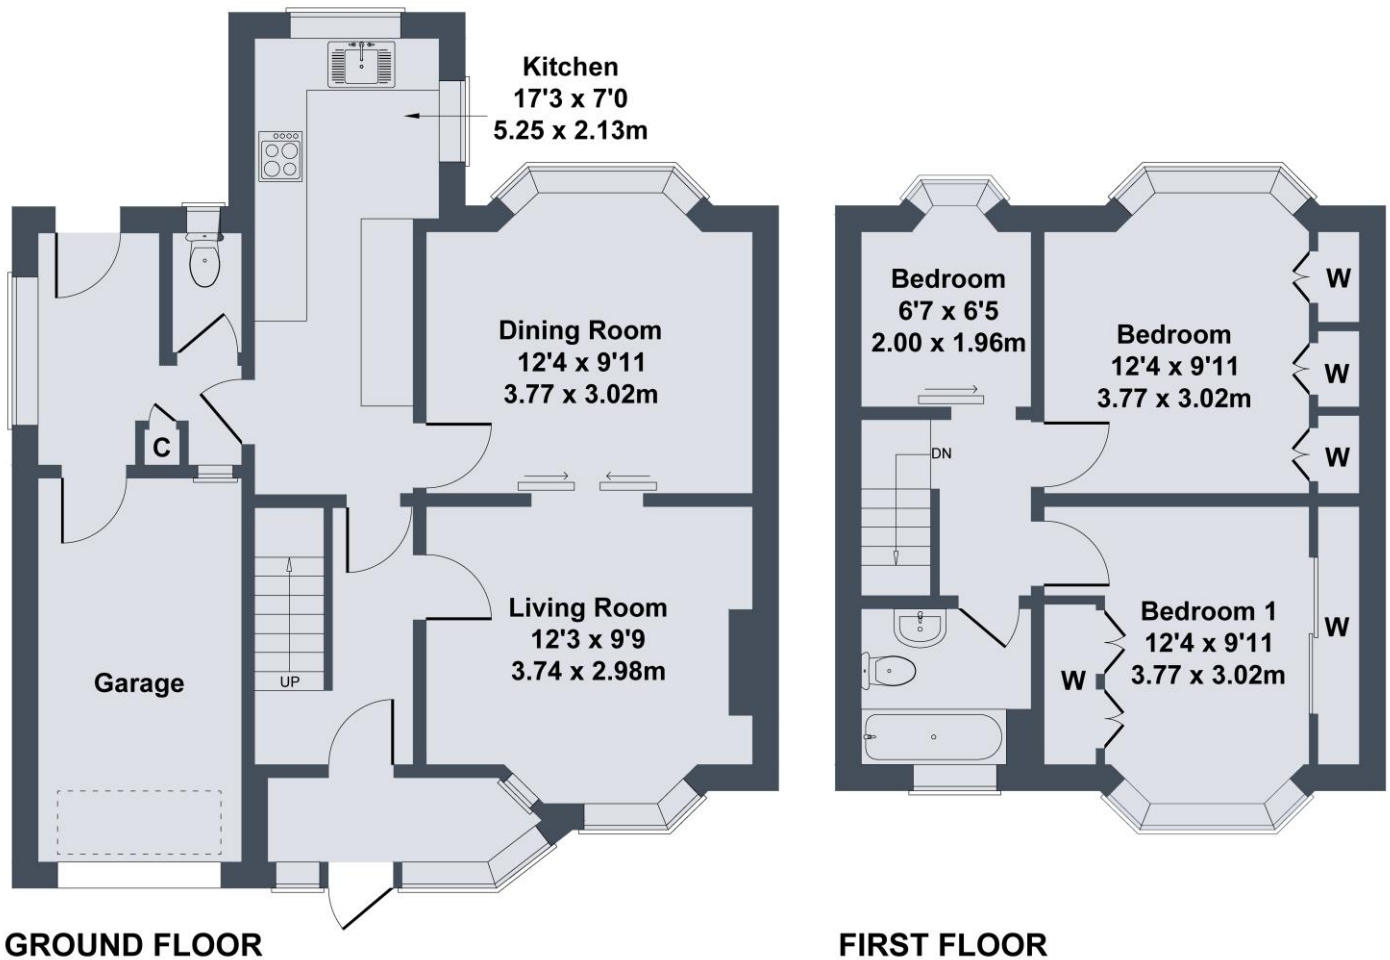 Kitchen
17'3 x 7'0
5.25 x 2.13m
Dining Room
12'4 x 9'11
3.77 x 3.02m
C
Living Room
12'3 x 9'9
3.74 x 2.98m
UP
Garage
GROUND FLOOR
Bedroom
6'7 x 6'5
2.00 x 1.96m
Bedroom
12'4 x 9'11
3.77 x 3.02m
W
W
W
DN
Bedroom 1
12'4 x 9'11
3.77 x 3.02m
W
W
FIRST FLOOR